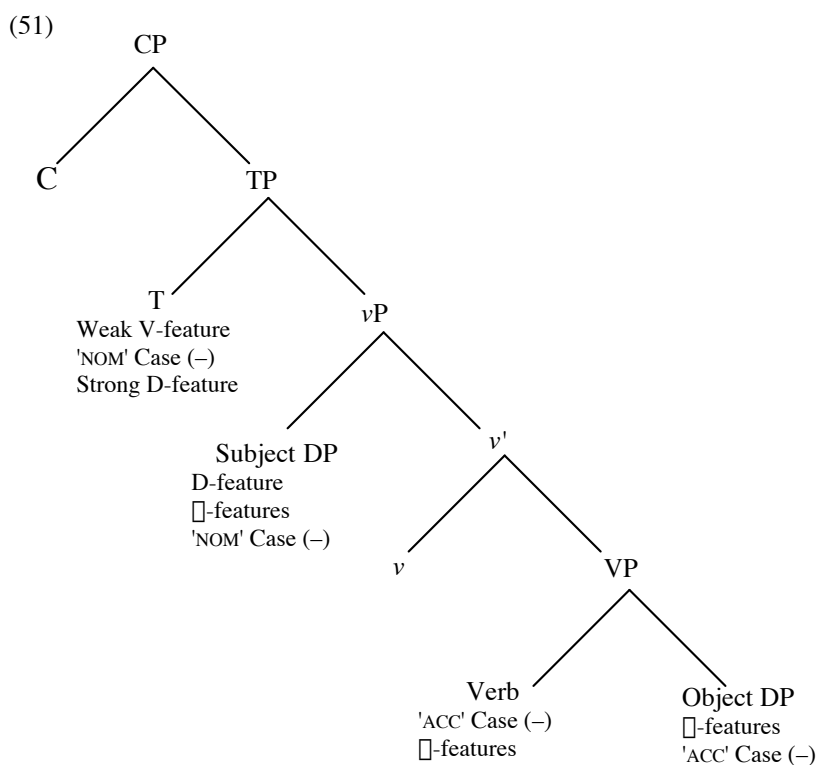 (51)
CP
C
TP
T
Weak V-feature
'NOM' Case (–)
Strong D-feature
vP
Subject DP
D-feature
▯-features
'NOM' Case (–)
v'
v
VP
Verb
'ACC' Case (–)
▯-features
Object DP
▯-features
'ACC' Case (–)